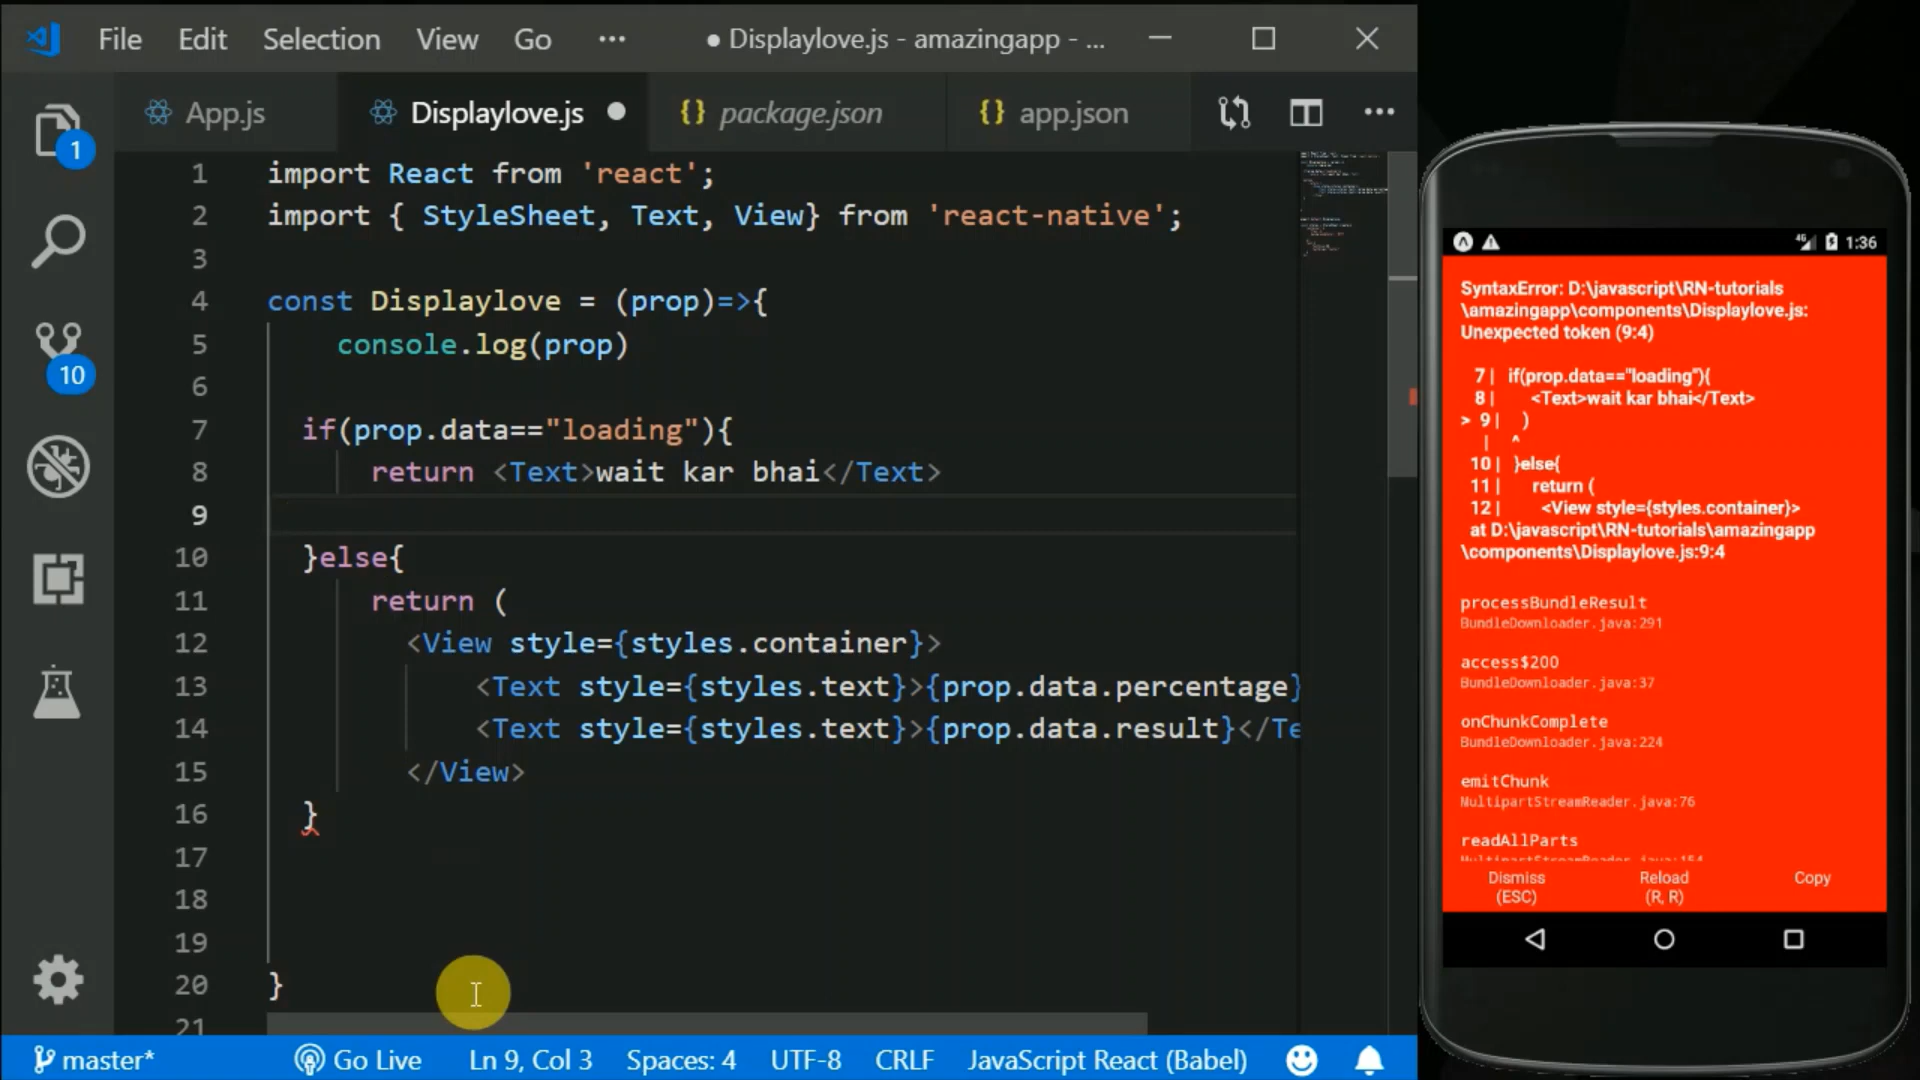 File Edit Selection View Go ··· ● Displaylove.js - amazingapp - ...
App.js Displaylove.js ● {} package.json {} app.json
1 import React from 'react';
2 import { StyleSheet, Text, View} from 'react-native';
3
4 const Displaylove = (prop)=>{
5 console.log(prop)
6
7 if(prop.data=="loading"){
8 return <Text>wait kar bhai</Text>
9
10 }else{
11 return (
12 <View style={styles.container}>
13 <Text style={styles.text}>{prop.data.percentage}
14 <Text style={styles.text}>{prop.data.result}</Te
15 </View>
16 }
17
18
19
20 }
21
1
10
master* Go Live Ln 9, Col 3 Spaces: 4 UTF-8 CRLF JavaScript React (Babel)
4G 1:36
SyntaxError: D:\javascript\RN-tutorials
\amazingapp\components\Displaylove.js:
Unexpected token (9:4)
7 | if(prop.data=="loading"){
8 | <Text>wait kar bhai</Text>
> 9 | )
| ^
10 | }else{
11 | return (
12 | <View style={styles.container}>
at D:\javascript\RN-tutorials\amazingapp
\components\Displaylove.js:9:4
processBundleResult
BundleDownloader.java:291
access$200
BundleDownloader.java:37
onChunkComplete
BundleDownloader.java:224
emitChunk
MultipartStreamReader.java:76
readAllParts
MultipartStreamReader.java:154
Dismiss
(ESC)
Reload
(R, R)
Copy